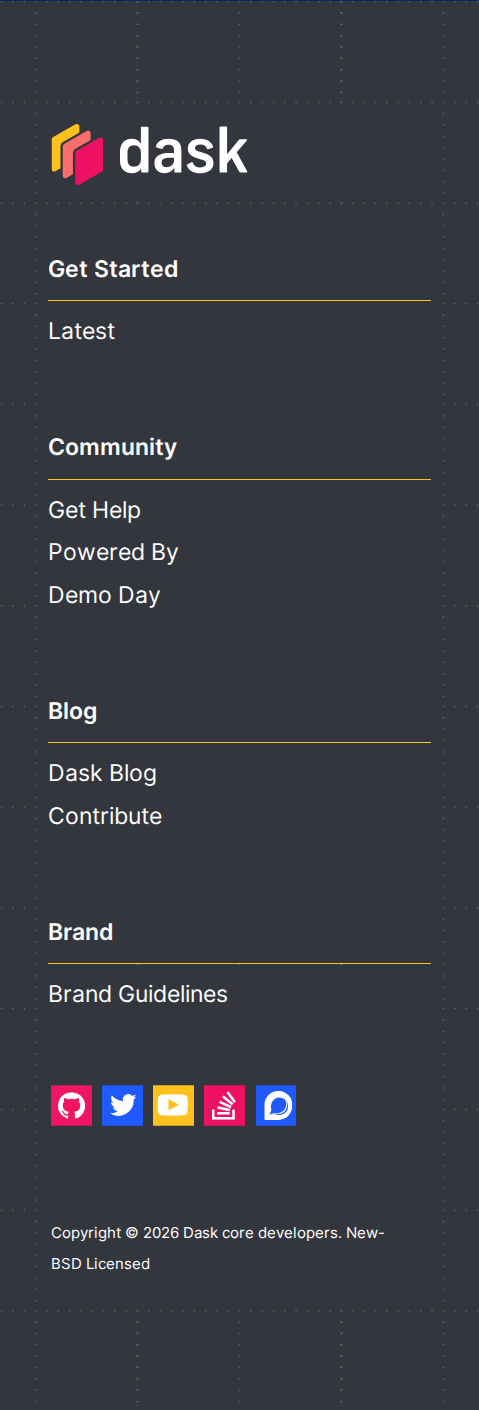 dask
Get Started
Latest
Community
Get Help
Powered By
Demo Day
Blog
Dask Blog
Contribute
Brand
Brand Guidelines
Copyright © 2026 Dask core developers. New-
BSD Licensed